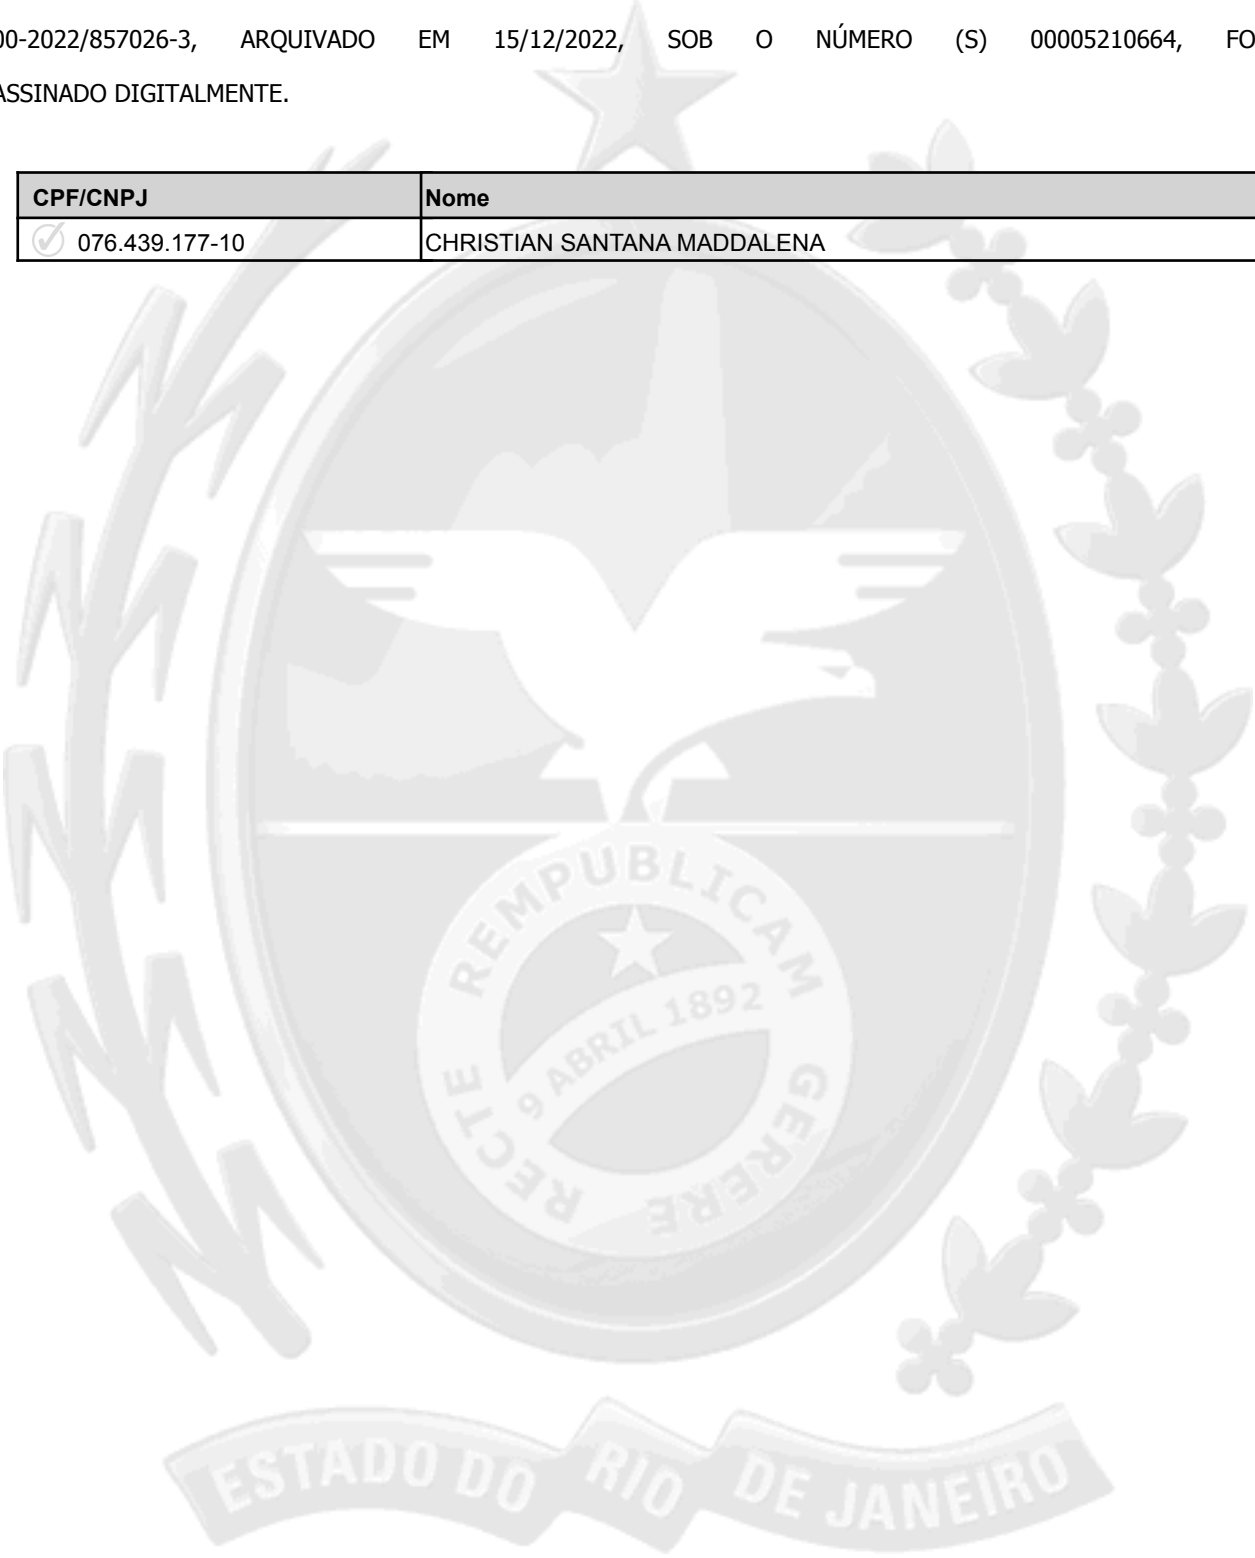 00-2022/857026-3, ARQUIVADO EM 15/12/2022, SOB O NÚMERO (S) 00005210664, FO
ASSINADO DIGITALMENTE.
CPF/CNPJ Nome
076.439.177-10 CHRISTIAN SANTANA MADDALENA
RECTE REMPUBLICAM GERERE
9 ABRIL 1892
ESTADO DO RIO DE JANEIRO